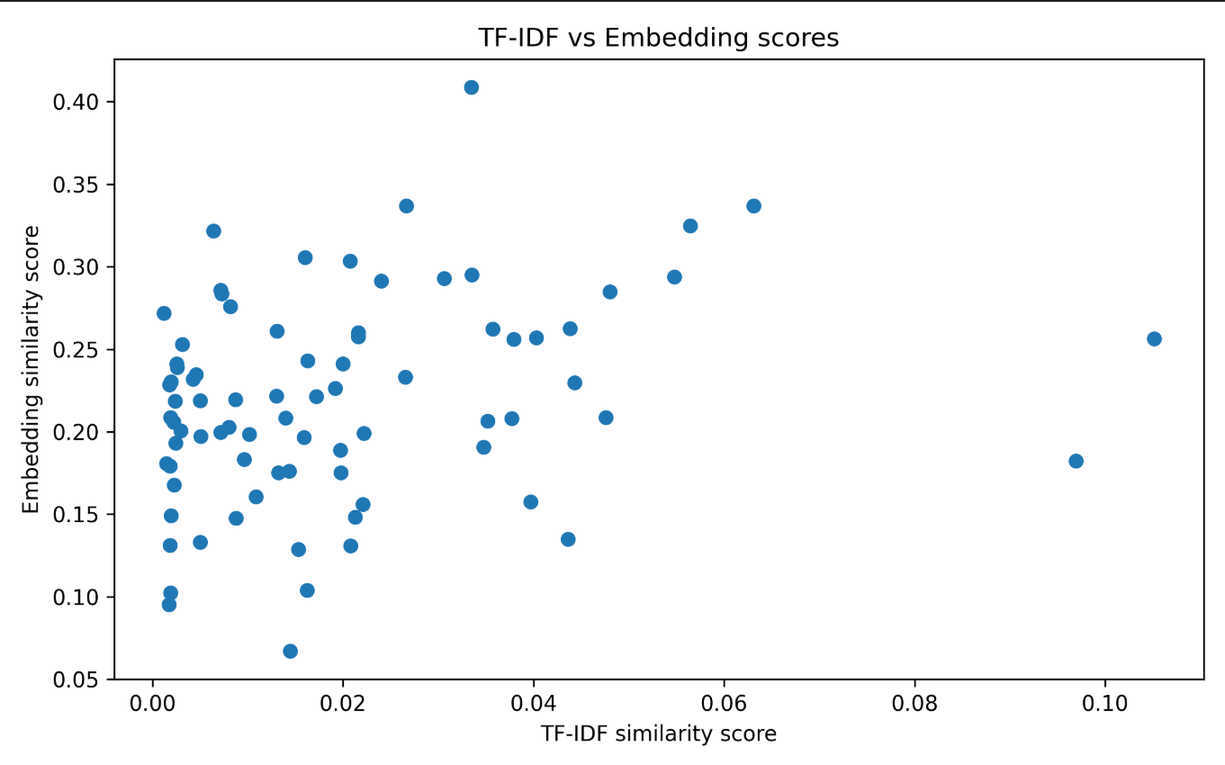 TF-IDF vs Embedding scores
0.40
0.35
0.30
0.25
0.20
0.15
0.10
0.05
Embedding similarity score
0.00 0.02 0.04 0.06 0.08 0.10
TF-IDF similarity score